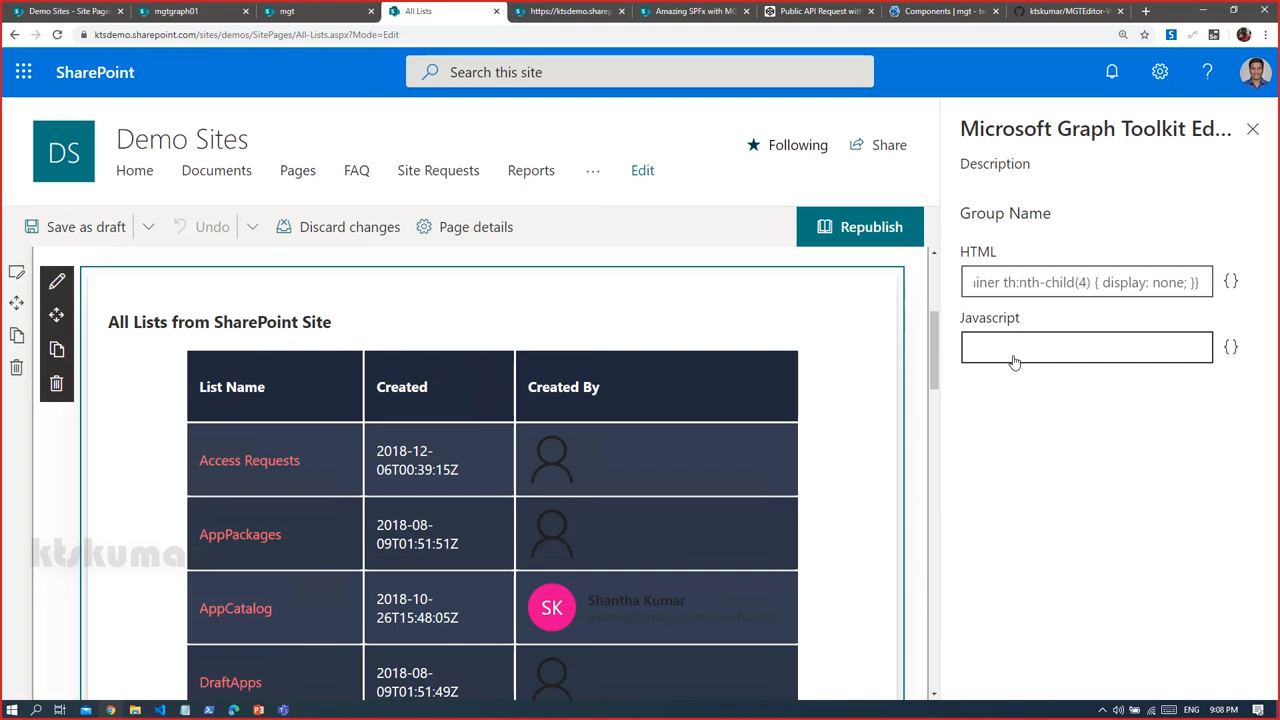 Demo Sites - Site Page
mgtgraph01
mgt
All Lists
https://ktsdemo.sharep
Amazing SPFx with MG
Public API Request with
Components | mgt - te
ktskumar/MGTEditor-W
ktsdemo.sharepoint.com/sites/demos/SitePages/All-Lists.aspx?Mode=Edit
SharePoint
Search this site
DS
Demo Sites
Following
Share
Home
Documents
Pages
FAQ
Site Requests
Reports
...
Edit
Save as draft
Undo
Discard changes
Page details
Republish
All Lists from SharePoint Site
List Name
Created
Created By
Access Requests
2018-12-
06T00:39:15Z
AppPackages
2018-08-
09T01:51:51Z
AppCatalog
2018-10-
26T15:48:05Z
SK
Shantha Kumar
DraftApps
2018-08-
09T01:51:49Z
ktskuma
Microsoft Graph Toolkit Ed...
Description
Group Name
HTML
iner th:nth-child(4) { display: none; }}
{}
Javascript
{}
ENG
9:08 PM